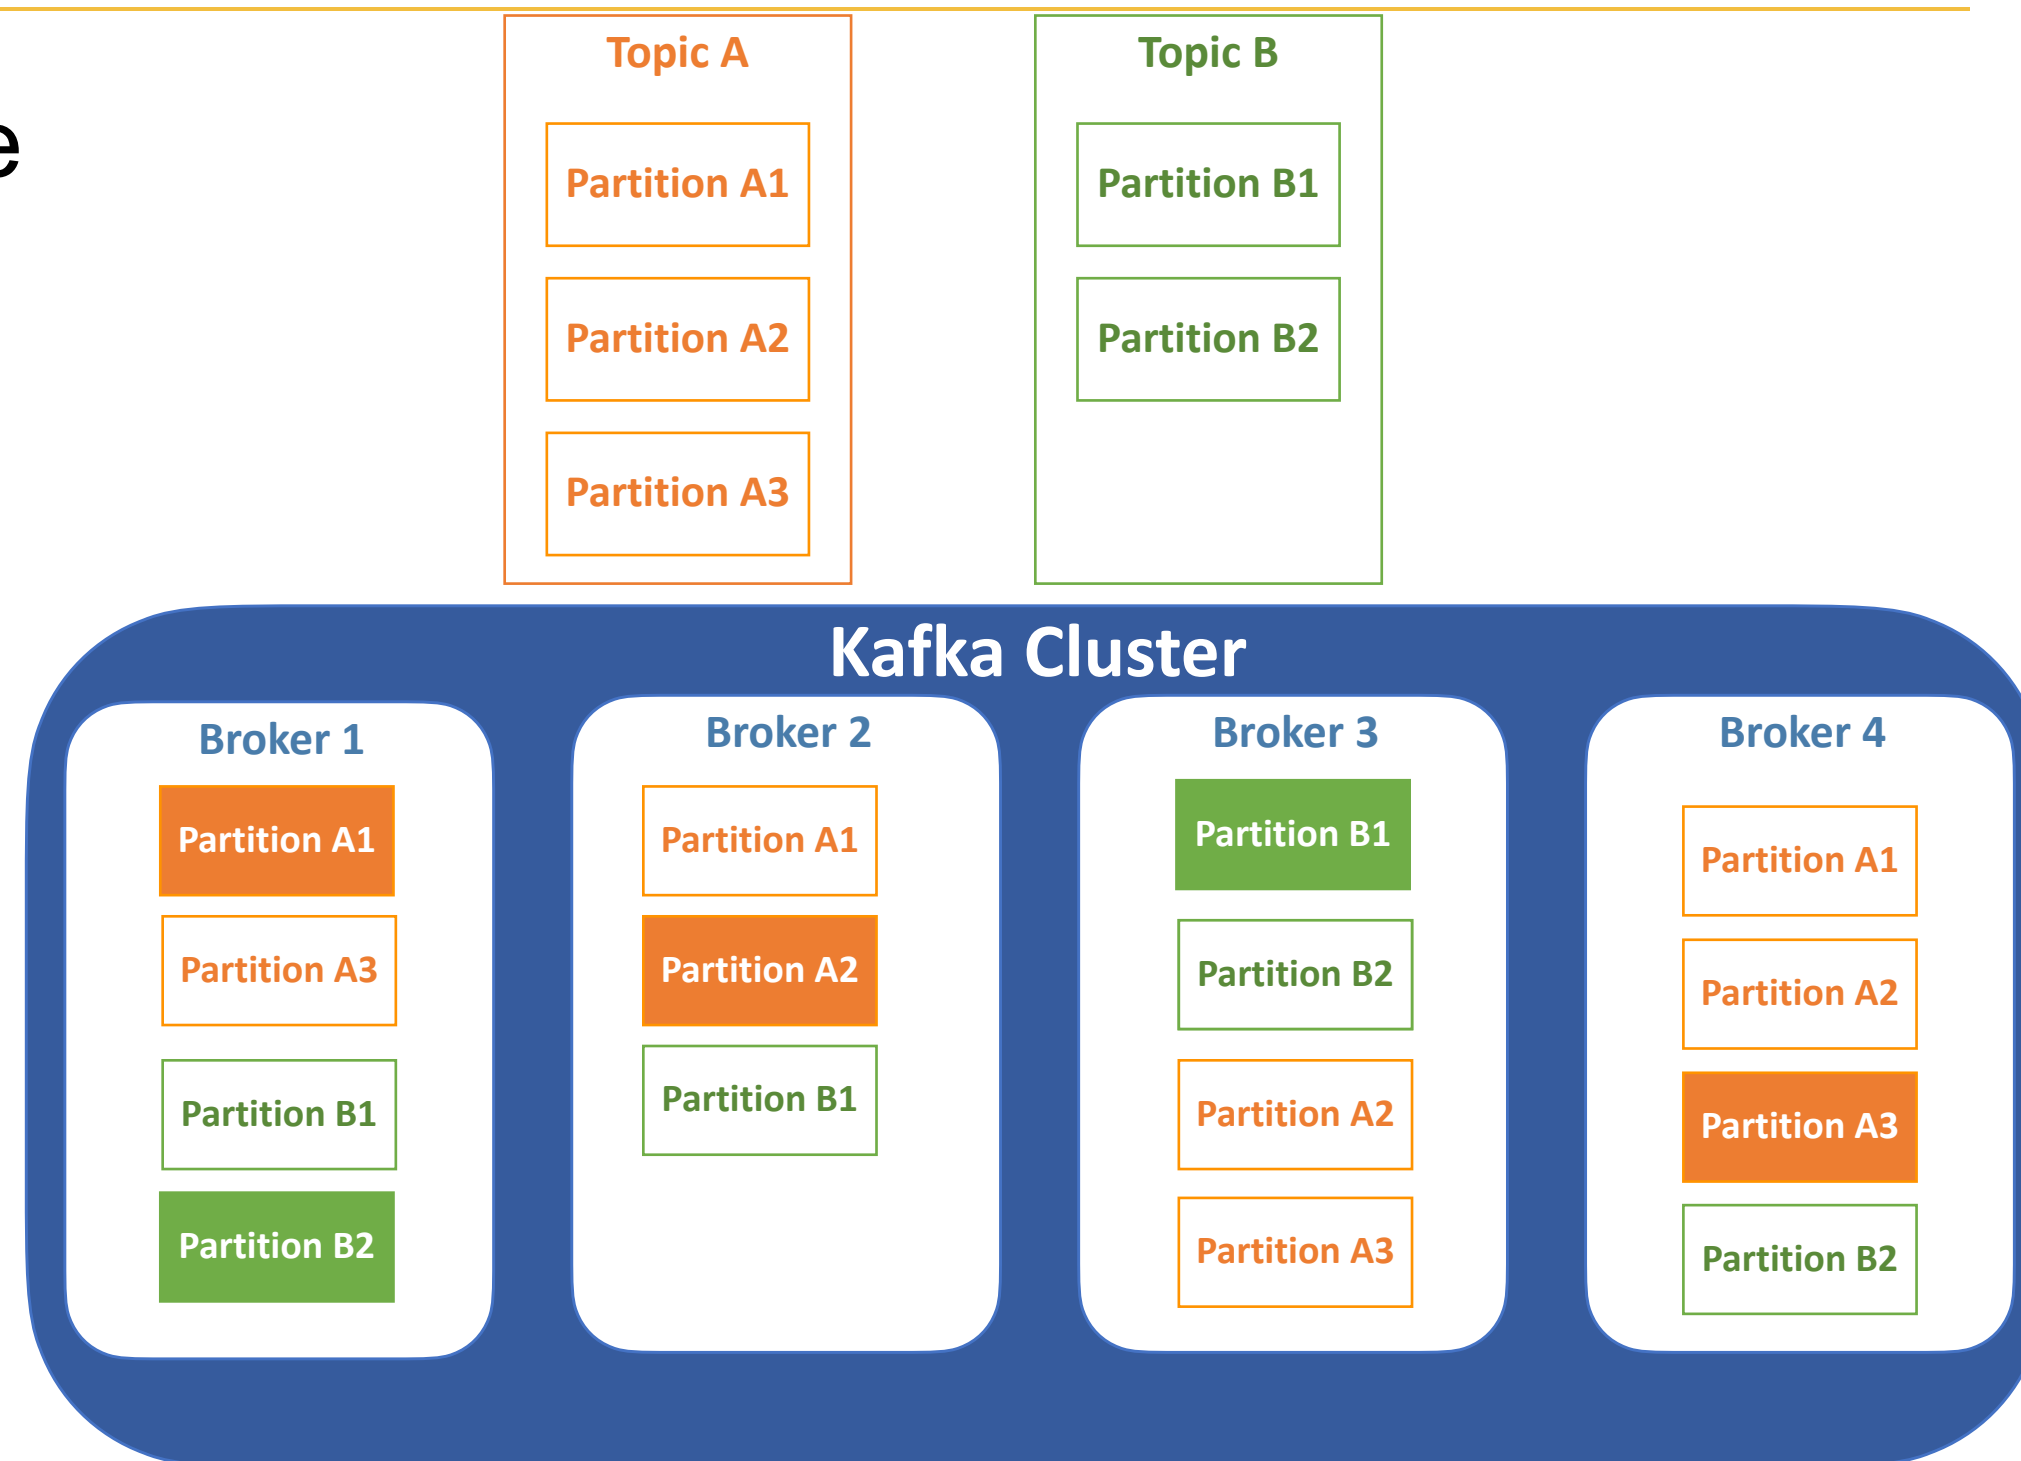 e
Topic A
Partition A1
Partition A2
Partition A3
Topic B
Partition B1
Partition B2
Kafka Cluster
Broker 1
Partition A1
Partition A3
Partition B1
Partition B2
Broker 2
Partition A1
Partition A2
Partition B1
Broker 3
Partition B1
Partition B2
Partition A2
Partition A3
Broker 4
Partition A1
Partition A2
Partition A3
Partition B2